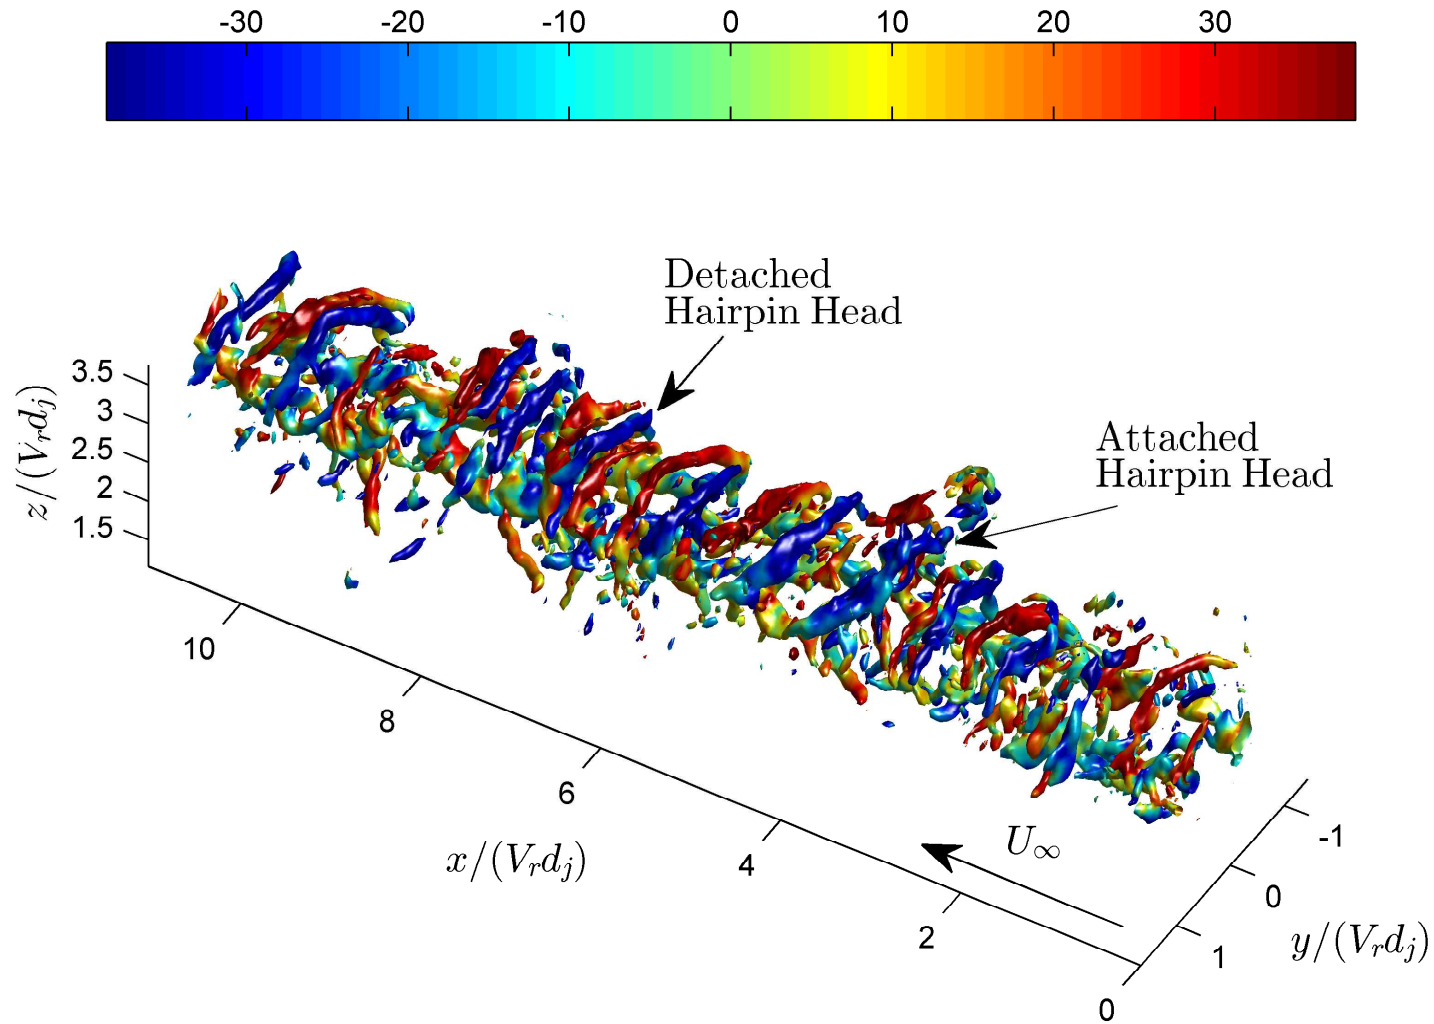 -30 -20 -10 0 10 20 30
Detached
Hairpin Head
Attached
Hairpin Head
3.5
3
2.5
2
1.5
z/(V_r d_j)
10
8
6
4
2
0
x/(V_r d_j)
U_∞
-1
0
1
y/(V_r d_j)